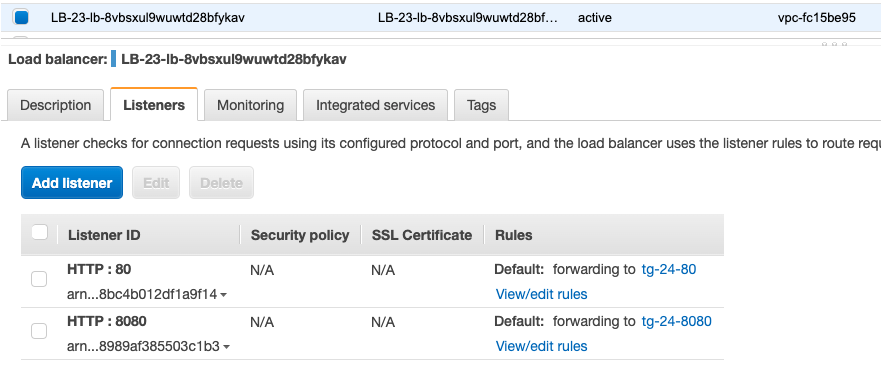 LB-23-lb-8vbsxul9wuwtd28bfykav LB-23-lb-8vbsxul9wuwtd28bf... active vpc-fc15be95
Load balancer: LB-23-lb-8vbsxul9wuwtd28bfykav
Description Listeners Monitoring Integrated services Tags
A listener checks for connection requests using its configured protocol and port, and the load balancer uses the listener rules to route requ
Add listener Edit Delete
Listener ID Security policy SSL Certificate Rules
HTTP : 80 N/A N/A Default: forwarding to tg-24-80
arn...8bc4b012df1a9f14 View/edit rules
HTTP : 8080 N/A N/A Default: forwarding to tg-24-8080
arn...8989af385503c1b3 View/edit rules